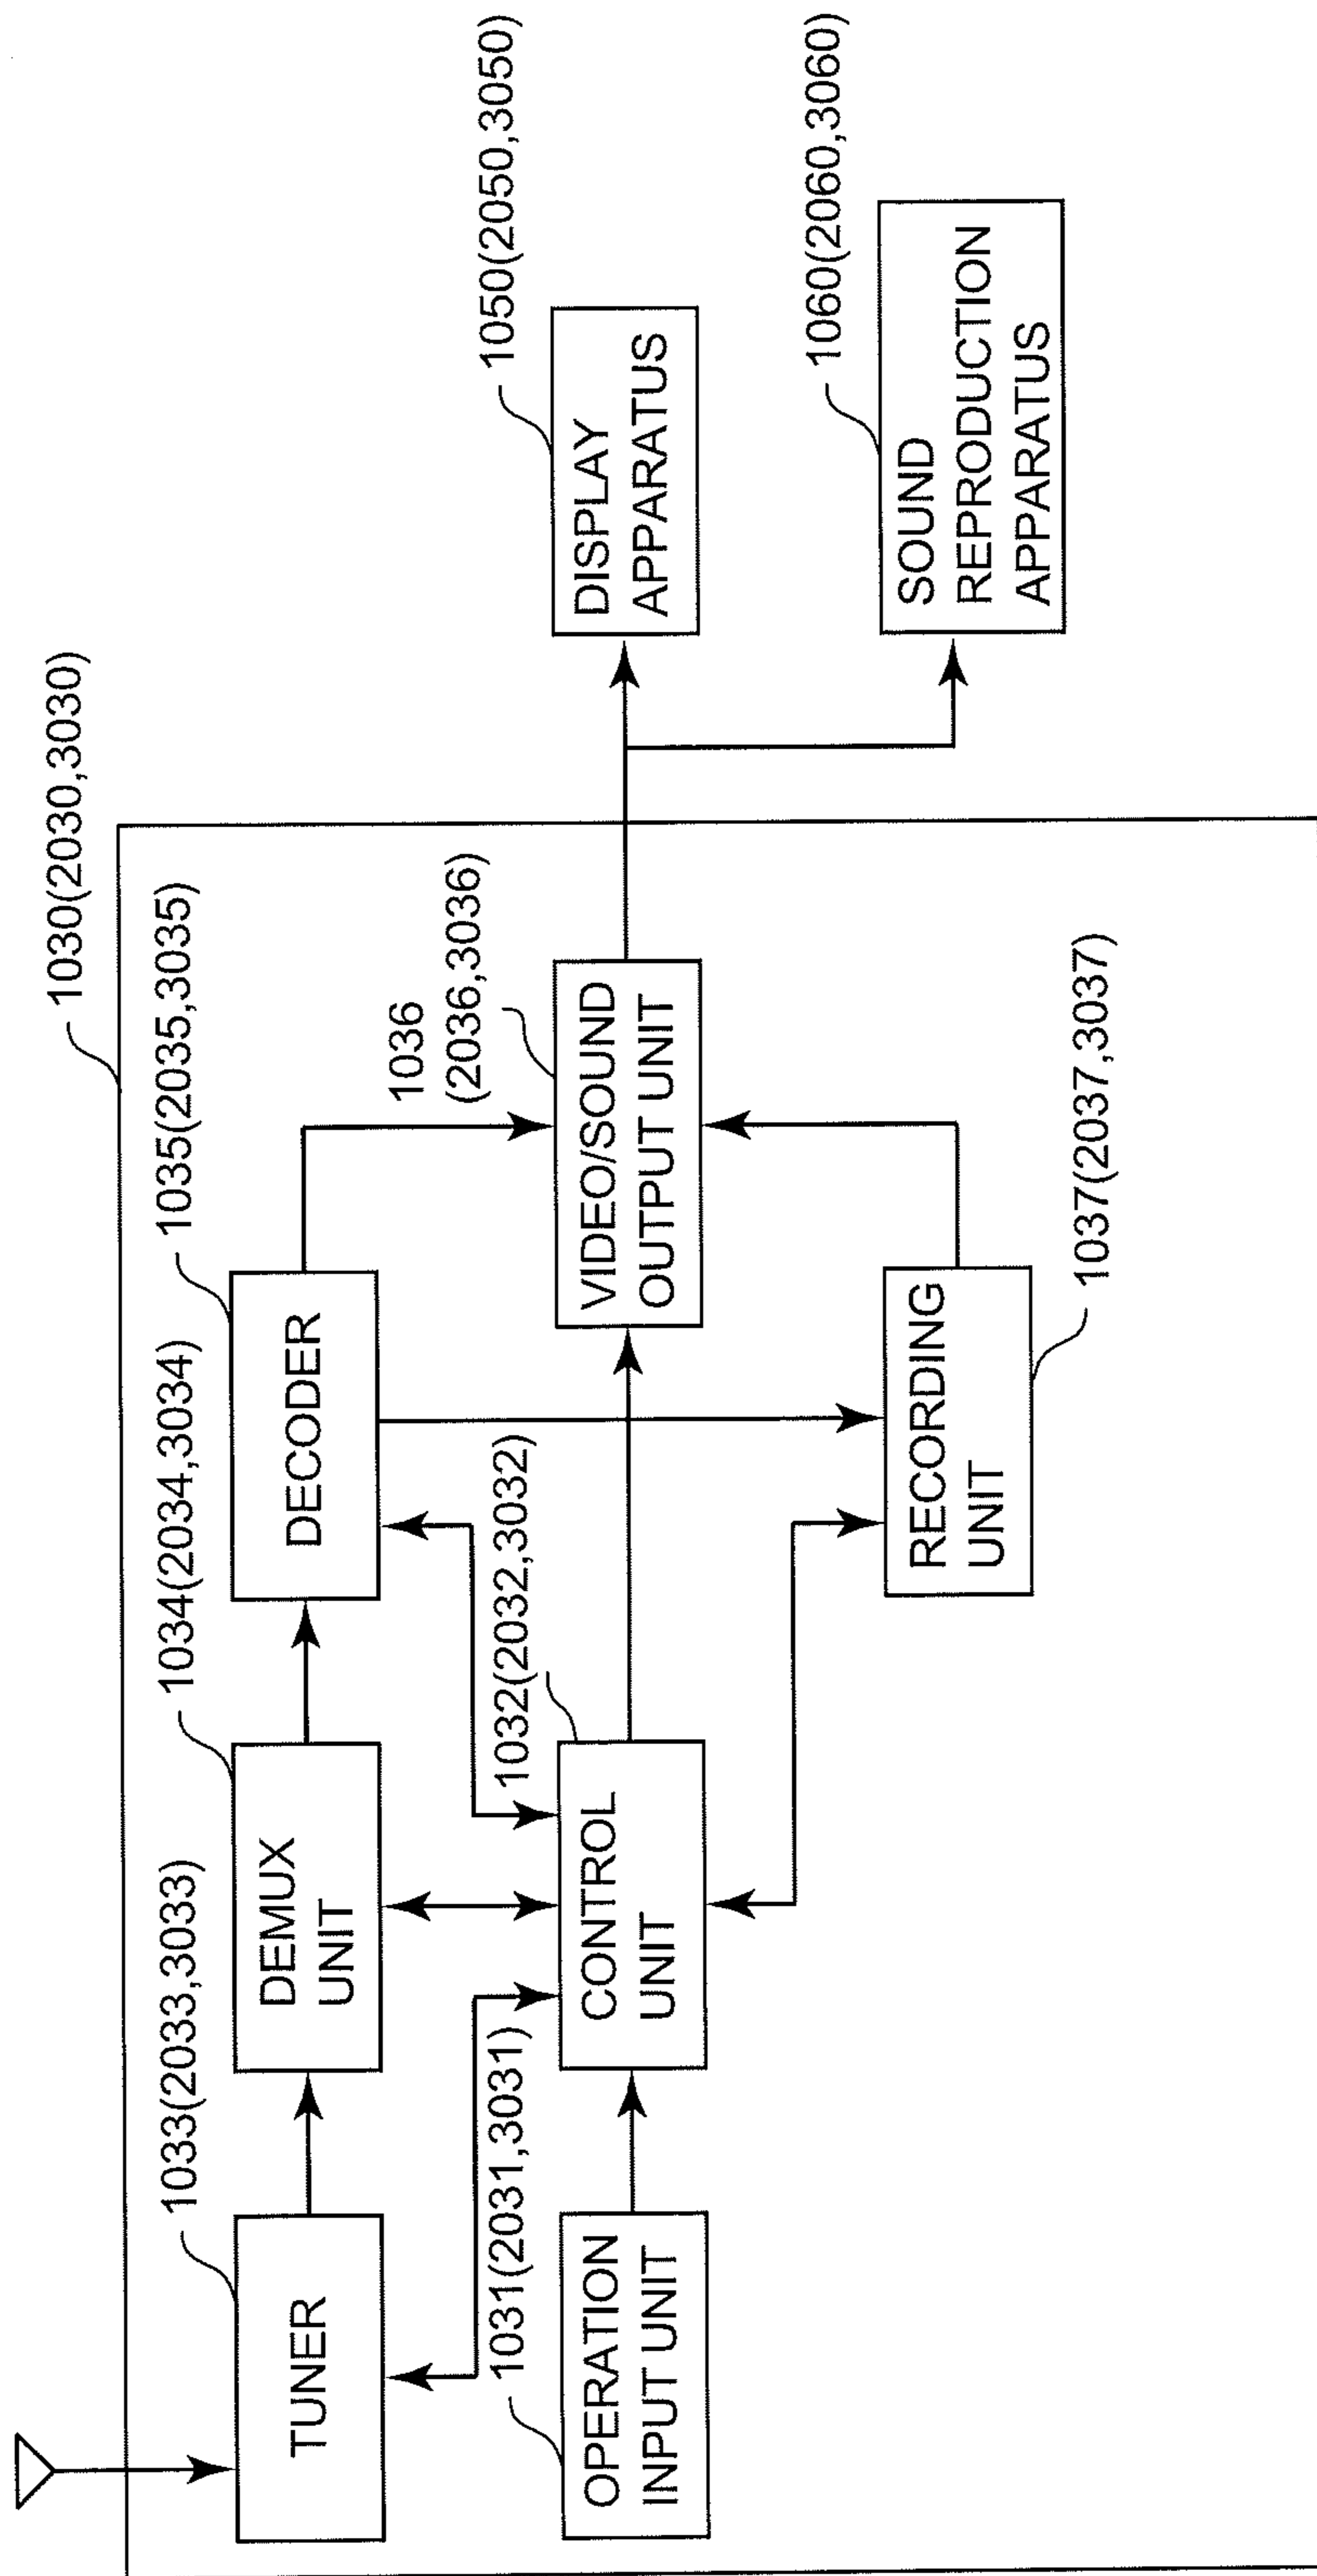 1030(2030,3030)
1033(2033,3033)
TUNER
1034(2034,3034)
DEMUX
UNIT
1035(2035,3035)
DECODER
1031(2031,3031)
OPERATION
INPUT UNIT
1032(2032,3032)
CONTROL
UNIT
1036
(2036,3036)
VIDEO/SOUND
OUTPUT UNIT
1037(2037,3037)
RECORDING
UNIT
1050(2050,3050)
DISPLAY
APPARATUS
1060(2060,3060)
SOUND
REPRODUCTION
APPARATUS